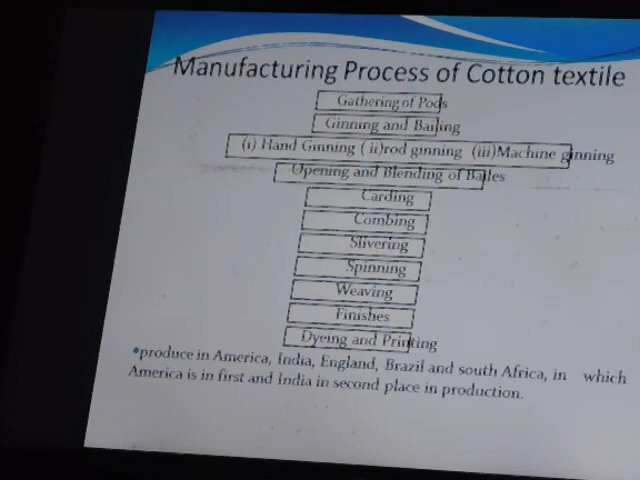 Manufacturing Process of Cotton textile
Gathering of Pods
Ginning and Bailing
(i) Hand Ginning ( ii)rod ginning (iii)Machine ginning
Opening and Blending of Bailes
Carding
Combing
Slivering
Spinning
Weaving
Finishes
Dyeing and Printing
•produce in America, India, England, Brazil and south Africa, in which
America is in first and India in second place in production.